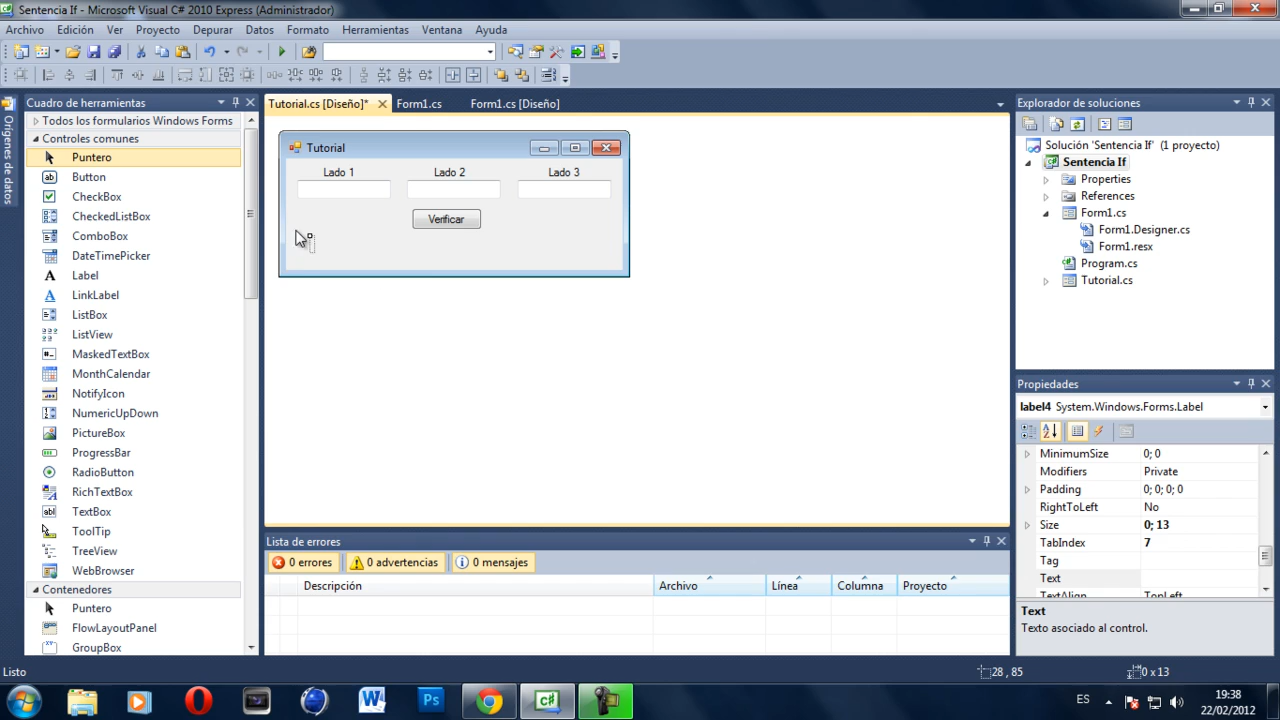 Sentencia If - Microsoft Visual C# 2010 Express (Administrador)
Archivo Edición Ver Proyecto Depurar Datos Formato Herramientas Ventana Ayuda
Orígenes de datos
Cuadro de herramientas
Todos los formularios Windows Forms
Controles comunes
Puntero
Button
CheckBox
CheckedListBox
ComboBox
DateTimePicker
Label
LinkLabel
ListBox
ListView
MaskedTextBox
MonthCalendar
NotifyIcon
NumericUpDown
PictureBox
ProgressBar
RadioButton
RichTextBox
TextBox
ToolTip
TreeView
WebBrowser
Contenedores
Puntero
FlowLayoutPanel
GroupBox
Tutorial.cs [Diseño]* Form1.cs Form1.cs [Diseño]
Tutorial
Lado 1 Lado 2 Lado 3
Verificar
Lista de errores
0 errores 0 advertencias 0 mensajes
Descripción Archivo Línea Columna Proyecto
Explorador de soluciones
Solución 'Sentencia If' (1 proyecto)
Sentencia If
Properties
References
Form1.cs
Form1.Designer.cs
Form1.resx
Program.cs
Tutorial.cs
Propiedades
label4 System.Windows.Forms.Label
MinimumSize 0; 0
Modifiers Private
Padding 0; 0; 0; 0
RightToLeft No
Size 0; 13
TabIndex 7
Tag
Text
TextAlign TopLeft
Text
Texto asociado al control.
Listo 28 , 85 0 x 13
ES 19:38
22/02/2012